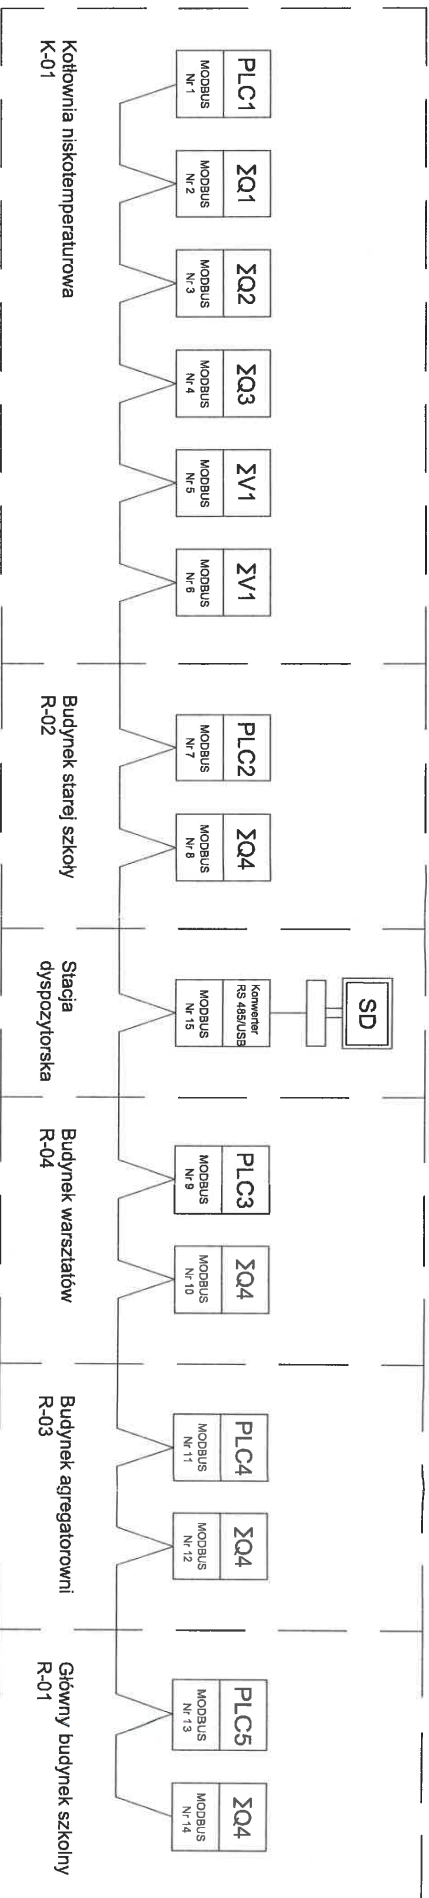 PLC1
MODBUS
Nr 1
ΣQ1
MODBUS
Nr 2
ΣQ2
MODBUS
Nr 3
ΣQ3
MODBUS
Nr 4
ΣV1
MODBUS
Nr 5
ΣV1
MODBUS
Nr 6
Kotłownia niskotemperaturowa
K-01
PLC2
MODBUS
Nr 7
ΣQ4
MODBUS
Nr 8
Budynek starej szkoły
R-02
SD
Konwerter
RS 485/USB
MODBUS
Nr 15
Stacja
dyspozytorska
PLC3
MODBUS
Nr 9
ΣQ4
MODBUS
Nr 10
Budynek warsztatów
R-04
PLC4
MODBUS
Nr 11
ΣQ4
MODBUS
Nr 12
Budynek agregatorowni
R-03
PLC5
MODBUS
Nr 13
ΣQ4
MODBUS
Nr 14
Główny budynek szkolny
R-01